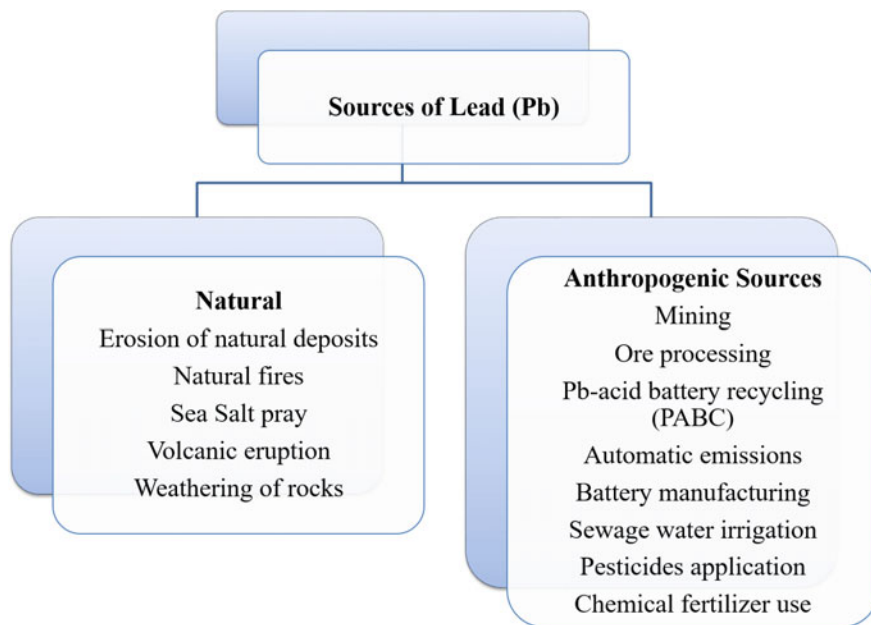 Sources of Lead (Pb)
Natural
Erosion of natural deposits
Natural fires
Sea Salt pray
Volcanic eruption
Weathering of rocks
Anthropogenic Sources
Mining
Ore processing
Pb-acid battery recycling
(PABC)
Automatic emissions
Battery manufacturing
Sewage water irrigation
Pesticides application
Chemical fertilizer use